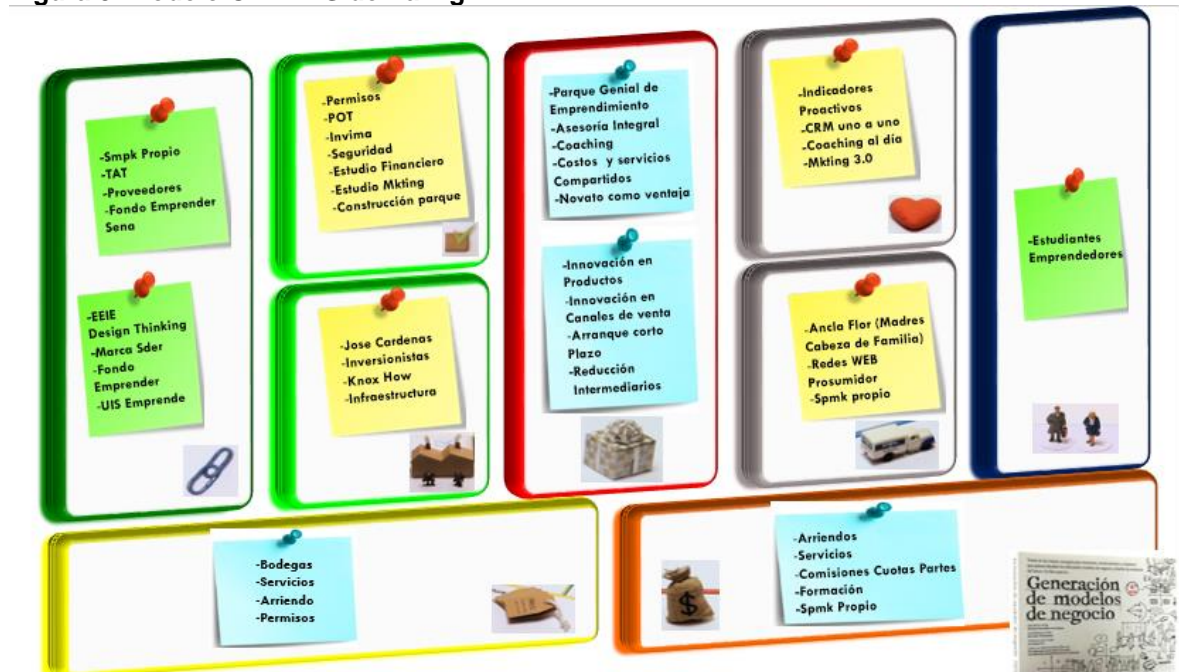 -Smpk Propio
-TAT
-Proveedores
-Fondo Emprender
Sena
-EEIE
Design Thinking
-Marca Sder
-Fondo
Emprender
-UIS Emprende
-Permisos
-POT
-Invima
-Seguridad
-Estudio Financiero
-Estudio Mkting
-Construcción parque
-Jose Cardenas
-Inversionistas
-Knox How
-Infraestructura
-Parque Genial de
Emprendimiento
-Asesoría Integral
-Coaching
-Costos y servicios
Compartidos
-Novato como ventaja
-Innovación en
Productos
-Innovación en
Canales de venta
-Arranque corto
Plazo
-Reducción
Intermediarios
-Indicadores
Proactivos
-CRM uno a uno
-Coaching al día
-Mkting 3.0
-Ancla Flor (Madres
Cabeza de Familia)
-Redes WEB
Prosumidor
-Spmk propio
-Estudiantes
Emprendedores
-Bodegas
-Servicios
-Arriendo
-Permisos
$
-Arriendos
-Servicios
-Comisiones Cuotas Partes
-Formación
-Spmk Propio
Generación
de modelos
de negocio